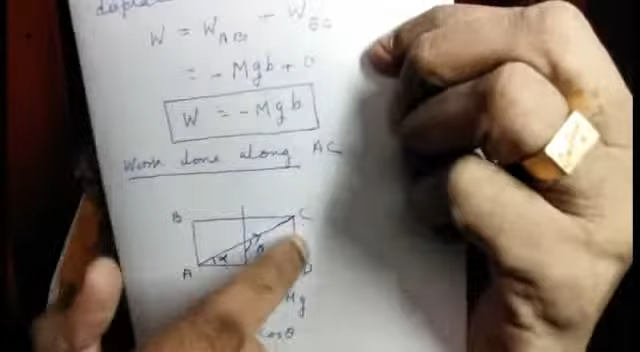 W = W_AB + W_BC
= - Mgb + 0
W = - Mgb
Work done along AC
B C
α
A
Mg
cosθ